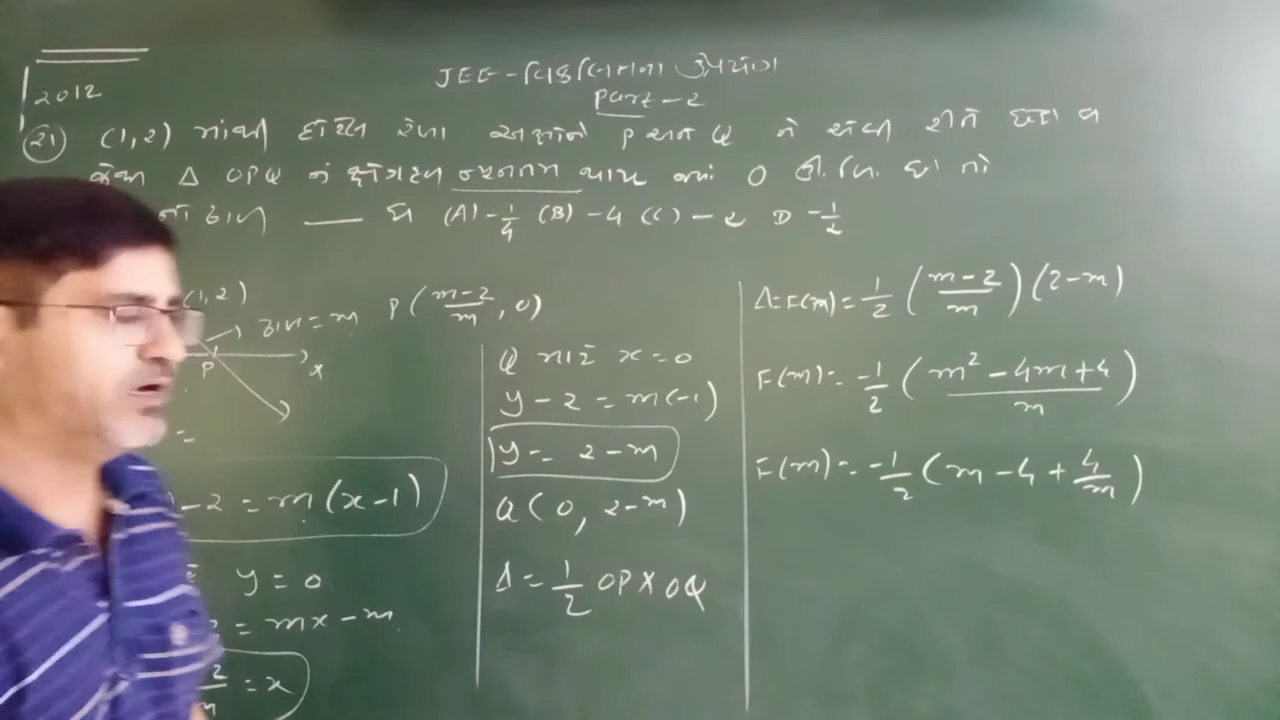 JEE - વિકલિતના ઉપયોગ
Part - 2
2012
21) (1,2) માંથી દોરેલ રેખા અક્ષોને P અને Q ને
Δ OPQ નું ક્ષેત્રફળ ન્યૂનતમ થાય જ્યાં O તો
ઢાળ ___ છે (A) -1/4 (B) -4 (C) -2 D -1/2
(1,2)
ઢાળ = m
P
x
=
-2 = m(x-1)
y = 0
= mx - m
= x
P((m-2)/m, 0)
Q માટે x = 0
y - 2 = m(-1)
y = 2 - m
Q(0, 2-m)
Δ = 1/2 OP × OQ
Δ = F(m) = 1/2 ((m-2)/m)(2-m)
F(m) = -1/2 ((m² - 4m + 4)/m)
F(m) = -1/2 (m - 4 + 4/m)